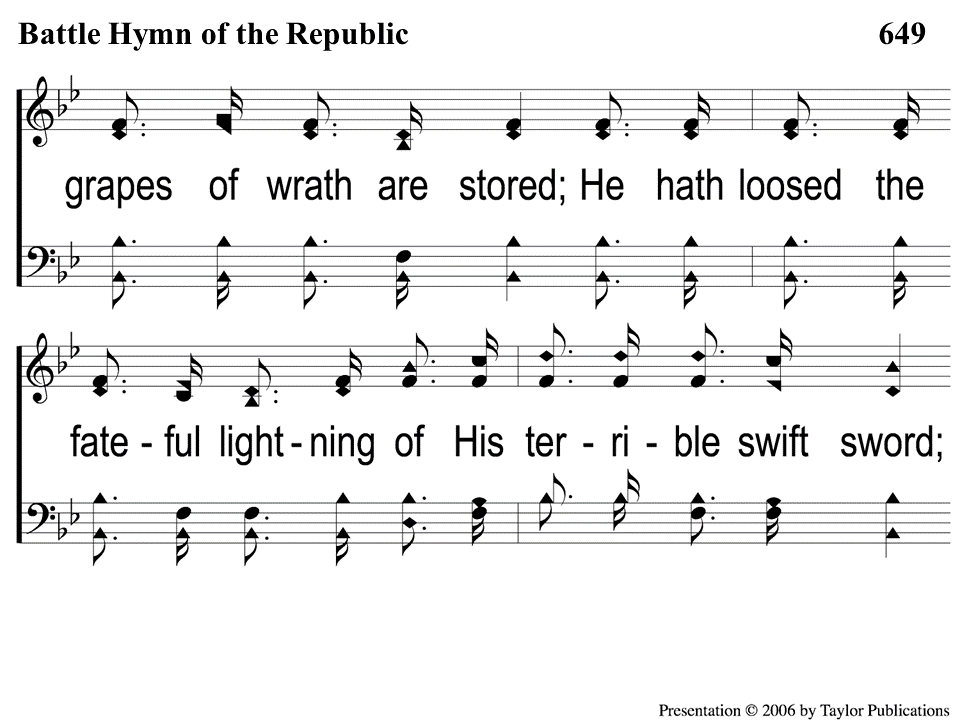 Battle Hymn of the Republic 649
grapes of wrath are stored; He hath loosed the
fate - ful light - ning of His ter - ri - ble swift sword;
Presentation © 2006 by Taylor Publications